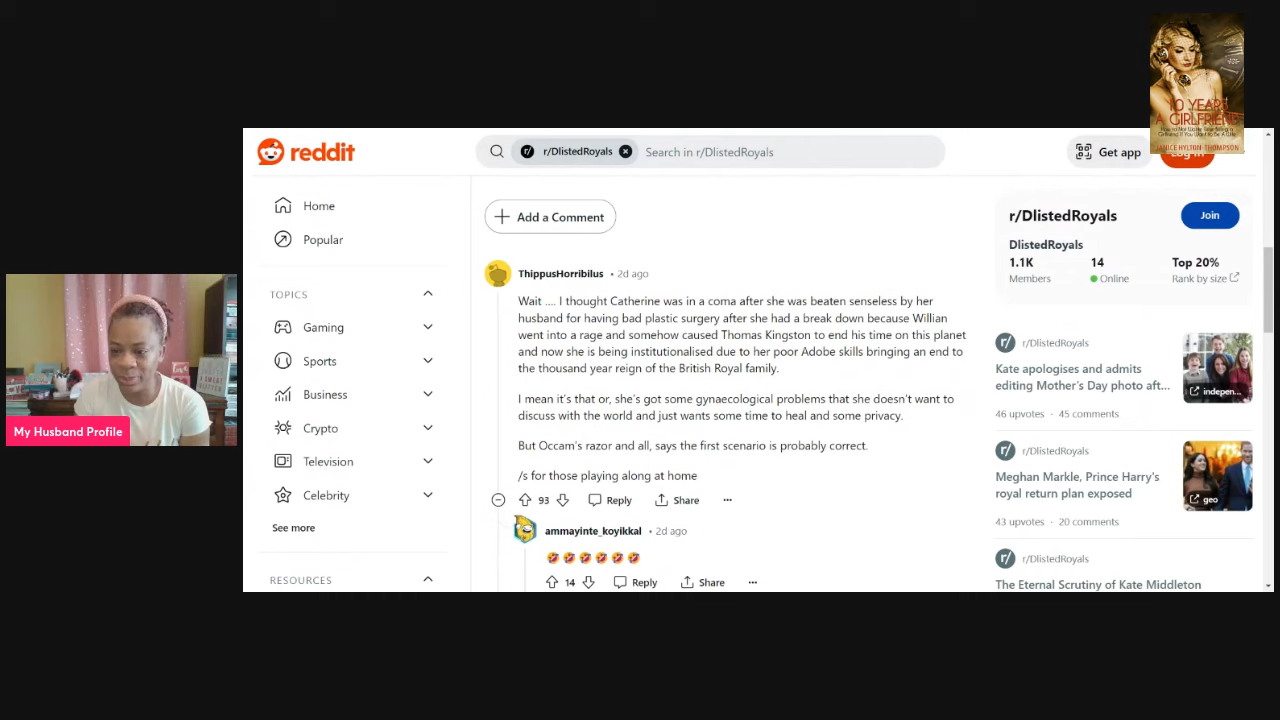 10 YEARS
A GIRLFRIEND
JANICE HYLTON-THOMPSON
reddit
r/DlistedRoyals
Search in r/DlistedRoyals
Get app
Log In
Home
Popular
TOPICS
Gaming
Sports
Business
Crypto
Television
Celebrity
See more
RESOURCES
Add a Comment
ThippusHorribilus • 2d ago
Wait .... I thought Catherine was in a coma after she was beaten senseless by her
husband for having bad plastic surgery after she had a break down because Willian
went into a rage and somehow caused Thomas Kingston to end his time on this planet
and now she is being institutionalised due to her poor Adobe skills bringing an end to
the thousand year reign of the British Royal family.
I mean it's that or, she's got some gynaecological problems that she doesn't want to
discuss with the world and just wants some time to heal and some privacy.
But Occam's razor and all, says the first scenario is probably correct.
/s for those playing along at home
93 Reply Share
ammayinte_koyikkal • 2d ago
🤣🤣🤣🤣🤣🤣
14 Reply Share
r/DlistedRoyals
Join
DlistedRoyals
1.1K 14 Top 20%
Members Online Rank by size
r/DlistedRoyals
Kate apologises and admits
editing Mother's Day photo aft...
indepen...
46 upvotes • 45 comments
r/DlistedRoyals
Meghan Markle, Prince Harry's
royal return plan exposed
geo
43 upvotes • 20 comments
r/DlistedRoyals
The Eternal Scrutiny of Kate Middleton
My Husband Profile